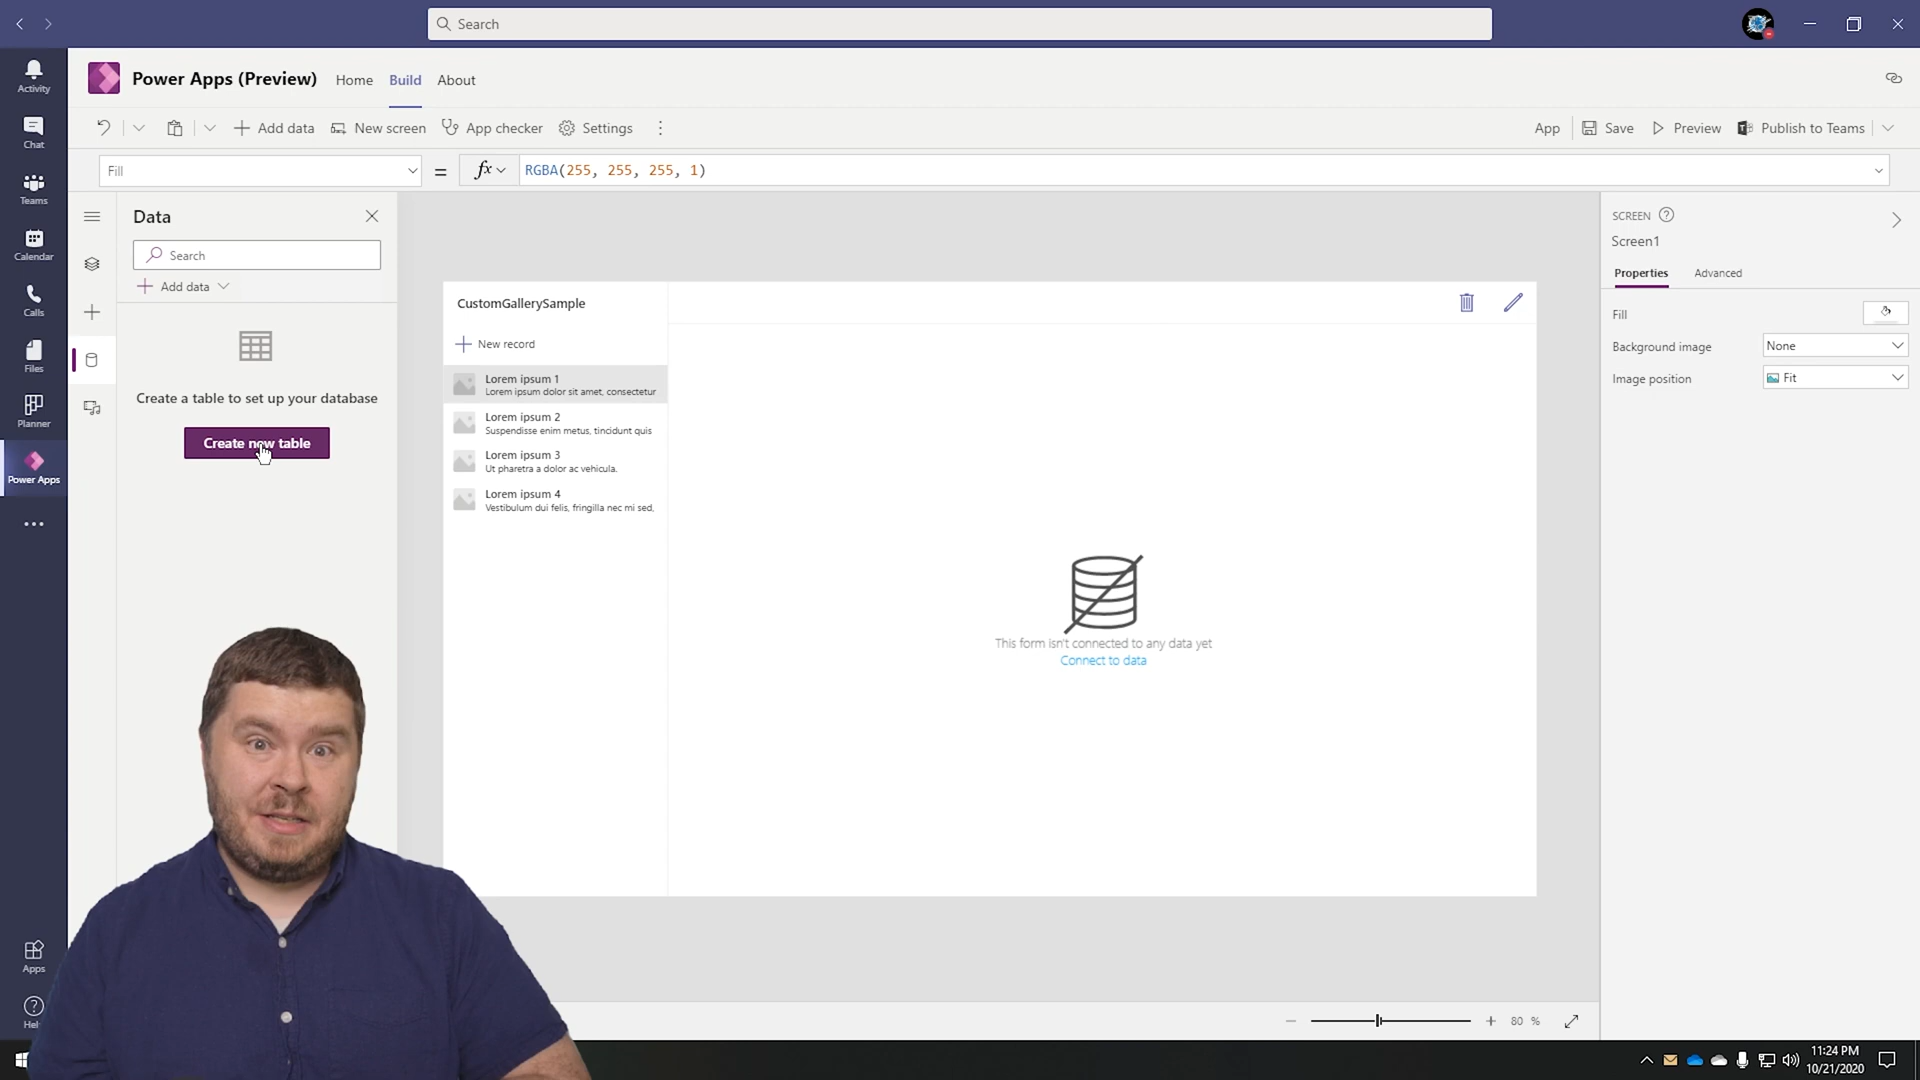 Search
Activity
Chat
Teams
Calendar
Calls
Files
Planner
Power Apps
Apps
Power Apps (Preview) Home Build About
Add data New screen App checker Settings App Save Preview Publish to Teams
Fill = fx RGBA(255, 255, 255, 1)
Data
Search
Add data
Create a table to set up your database
Create new table
CustomGallerySample
New record
Lorem ipsum 1
Lorem ipsum dolor sit amet, consectetur
Lorem ipsum 2
Suspendisse enim metus, tincidunt quis
Lorem ipsum 3
Ut pharetra a dolor ac vehicula.
Lorem ipsum 4
Vestibulum dui felis, fringilla nec mi sed,
This form isn't connected to any data yet
Connect to data
SCREEN
Screen1
Properties Advanced
Fill
Background image None
Image position Fit
80 %
11:24 PM
10/21/2020